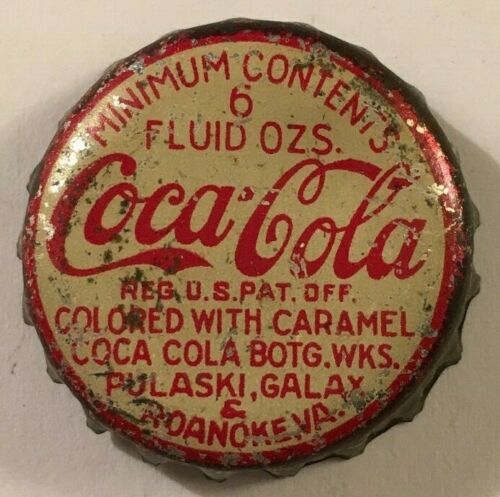 MINIMUM CONTENTS
6
FLUID OZS.
Coca-Cola
REG. U.S. PAT. OFF.
COLORED WITH CARAMEL
COCA COLA BOTG. WKS.
PULASKI, GALAX
&
ROANOKE, VA.